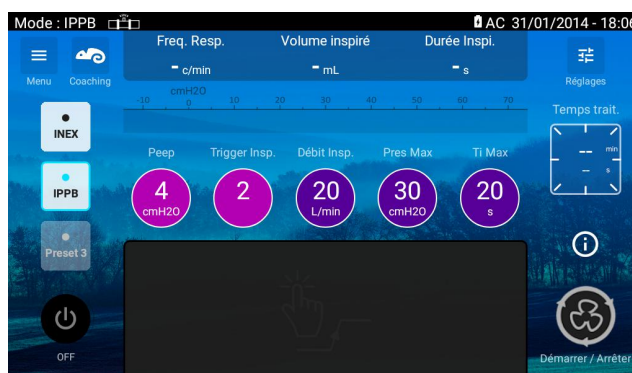 Mode : IPPB
AC 31/01/2014 - 18:06
Menu
Coaching
Freq. Resp.
Volume inspiré
Durée Inspi.
- c/min
- mL
- s
Réglages
cmH2O
-10 0 10 20 30 40 50 60 70
Temps trait.
-- min
-- s
INEX
IPPB
Preset 3
Peep
Trigger Insp.
Débit Insp.
Pres Max
Ti Max
4
cmH2O
2
20
L/min
30
cmH2O
20
s
OFF
Démarrer / Arrêter